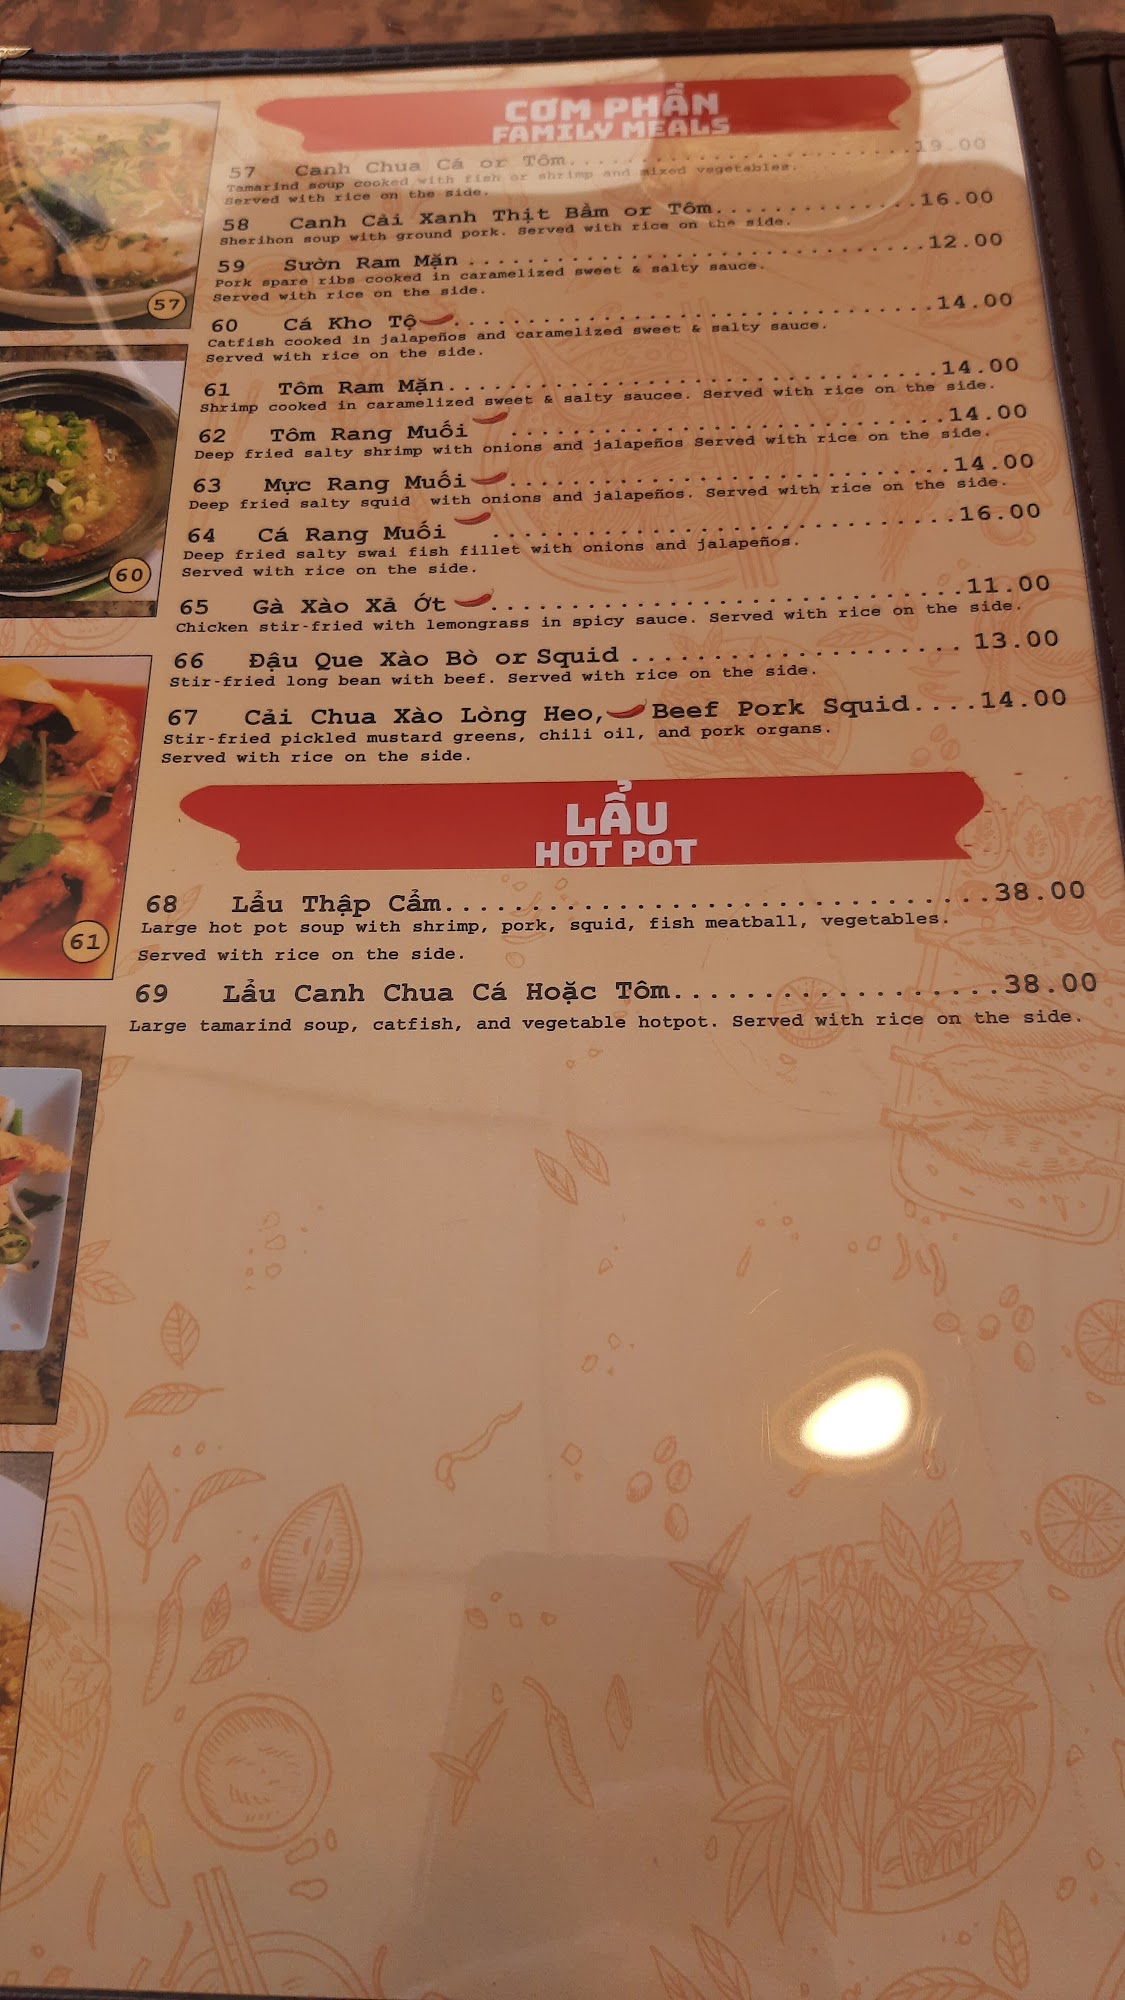 CƠM PHẦN
FAMILY MEALS
57 Canh Chua Cá or Tôm........................19.00
Tamarind soup cooked with fish or shrimp and mixed vegetables.
Served with rice on the side.
58 Canh Cải Xanh Thịt Bằm or Tôm..............16.00
Sherihon soup with ground pork. Served with rice on the side.
59 Sườn Ram Mặn ...............................12.00
Pork spare ribs cooked in caramelized sweet & salty sauce.
Served with rice on the side.
60 Cá Kho Tộ.................................14.00
Catfish cooked in jalapeños and caramelized sweet & salty sauce.
Served with rice on the side.
61 Tôm Ram Mặn................................14.00
Shrimp cooked in caramelized sweet & salty saucee. Served with rice on the side.
62 Tôm Rang Muối ............................14.00
Deep fried salty shrimp with onions and jalapeños Served with rice on the side.
63 Mực Rang Muối.............................14.00
Deep fried salty squid with onions and jalapeños. Served with rice on the side.
64 Cá Rang Muối .............................16.00
Deep fried salty swai fish fillet with onions and jalapeños.
Served with rice on the side.
65 Gà Xào Xả Ớt .............................11.00
Chicken stir-fried with lemongrass in spicy sauce. Served with rice on the side.
66 Đậu Que Xào Bò or Squid ................... 13.00
Stir-fried long bean with beef. Served with rice on the side.
67 Cải Chua Xào Lòng Heo, Beef Pork Squid....14.00
Stir-fried pickled mustard greens, chili oil, and pork organs.
Served with rice on the side.
LẨU
HOT POT
68 Lẩu Thập Cẩm...............................38.00
Large hot pot soup with shrimp, pork, squid, fish meatball, vegetables.
Served with rice on the side.
69 Lẩu Canh Chua Cá Hoặc Tôm..................38.00
Large tamarind soup, catfish, and vegetable hotpot. Served with rice on the side.
57
60
61